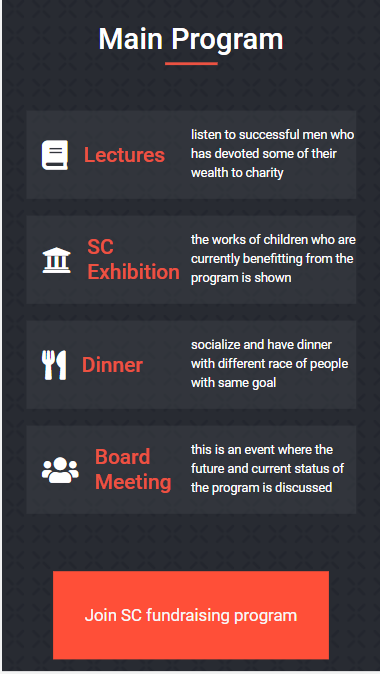 Main Program
Lectures
listen to successful men who
has devoted some of their
wealth to charity
SC
Exhibition
the works of children who are
currently benefitting from the
program is shown
Dinner
socialize and have dinner
with different race of people
with same goal
Board
Meeting
this is an event where the
future and current status of
the program is discussed
Join SC fundraising program